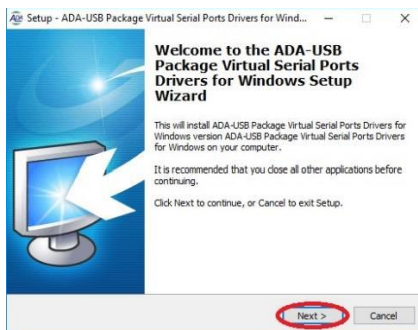 Setup - ADA-USB Package Virtual Serial Ports Drivers for Wind...
Welcome to the ADA-USB
Package Virtual Serial Ports
Drivers for Windows Setup
Wizard
This will install ADA-USB Package Virtual Serial Ports Drivers for
Windows version ADA-USB Package Virtual Serial Ports Drivers
for Windows on your computer.
It is recommended that you close all other applications before
continuing.
Click Next to continue, or Cancel to exit Setup.
Next >
Cancel